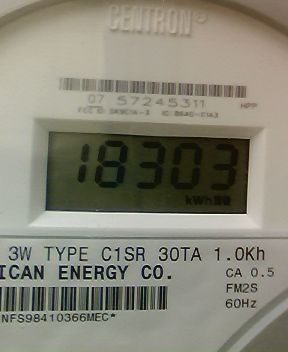 CENTRON®
07 57245311 HPP
18303
kWh
3W TYPE C1SR 30TA 1.0Kh
ICAN ENERGY CO. CA 0.5
FM2S
NFS98410366MEC* 60Hz